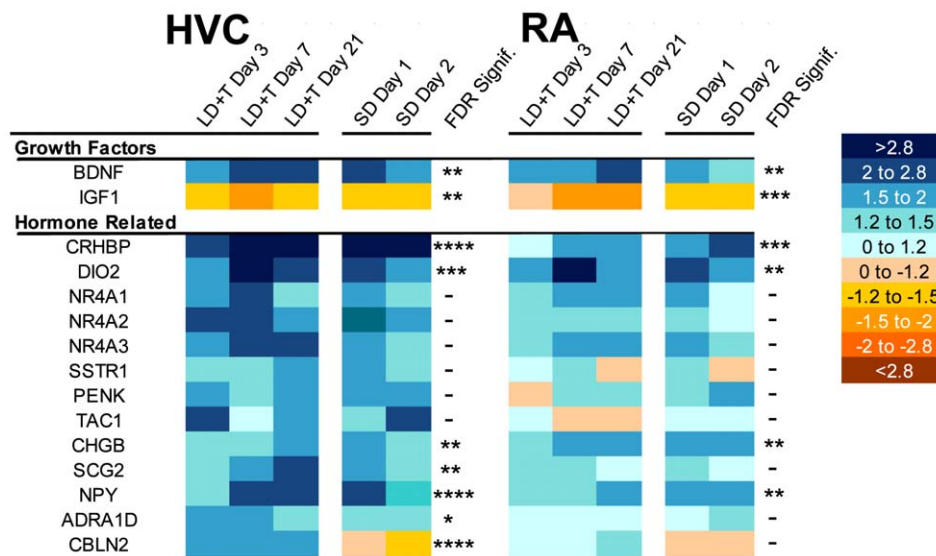 HVC RA
LD+T Day 3 LD+T Day 7 LD+T Day 21 SD Day 1 SD Day 2 FDR Signif. LD+T Day 3 LD+T Day 7 LD+T Day 21 SD Day 1 SD Day 2 FDR Signif.
Growth Factors
BDNF ** **
IGF1 ** ***
Hormone Related
CRHBP **** ***
DIO2 *** **
NR4A1 - -
NR4A2 - -
NR4A3 - -
SSTR1 - -
PENK - -
TAC1 - -
CHGB ** **
SCG2 ** -
NPY **** **
ADRA1D * -
CBLN2 **** -
>2.8
2 to 2.8
1.5 to 2
1.2 to 1.5
0 to 1.2
0 to -1.2
-1.2 to -1.5
-1.5 to -2
-2 to -2.8
<2.8